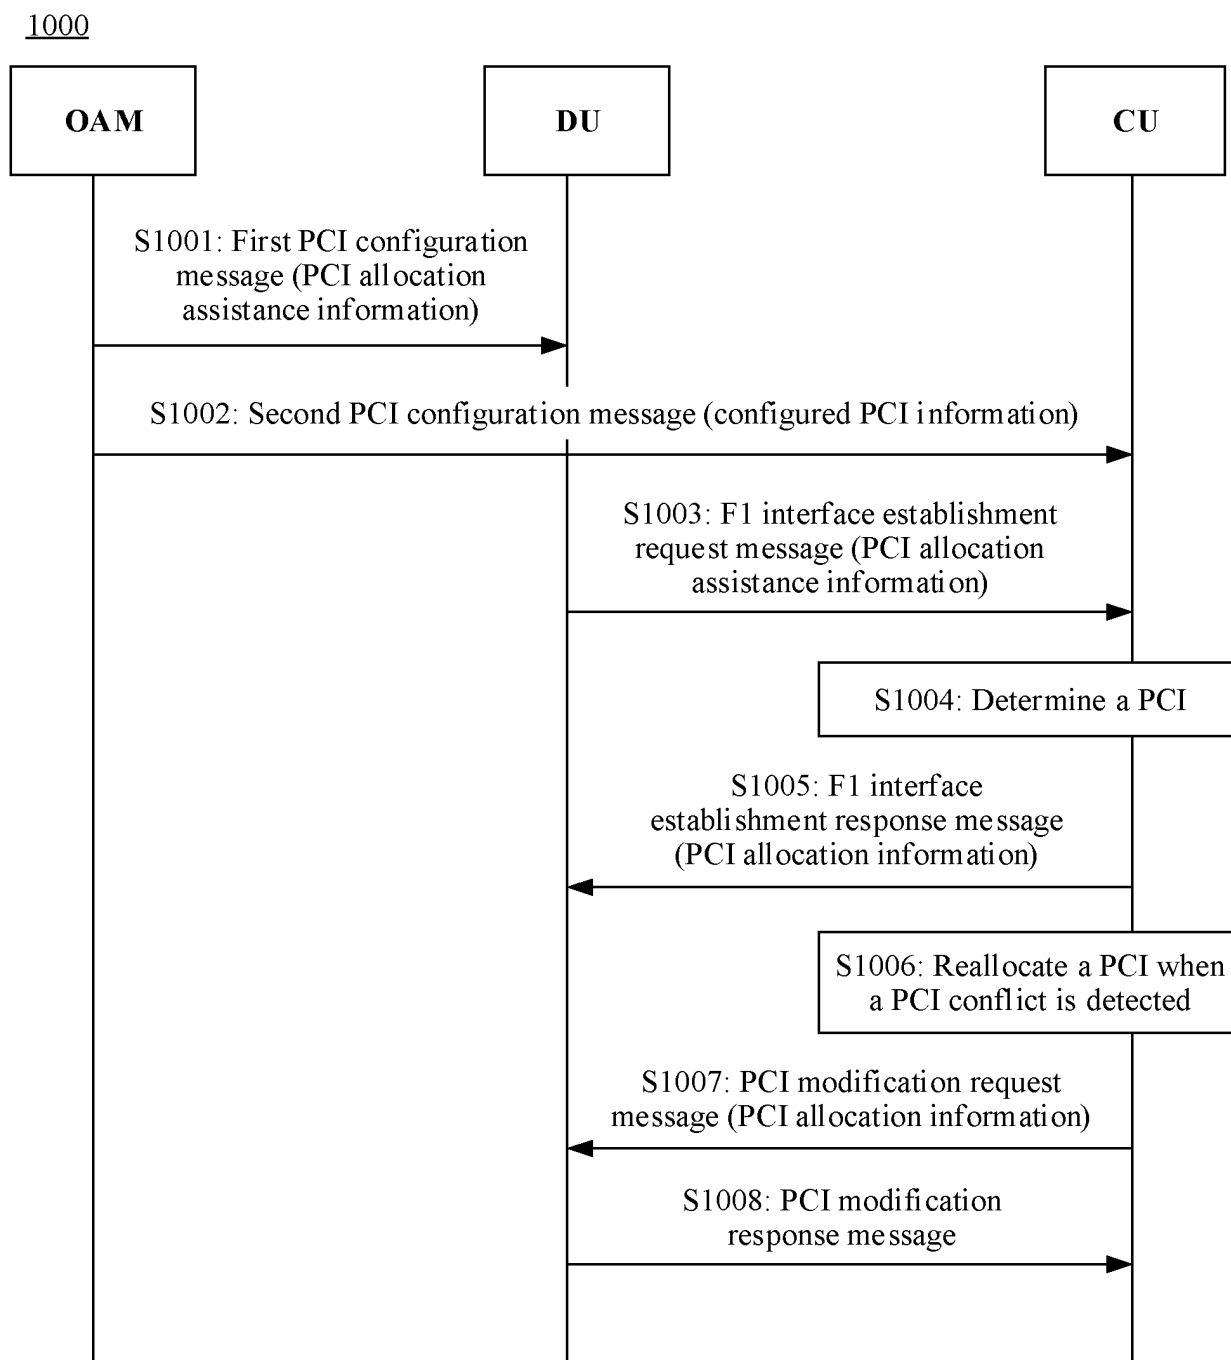 1000
OAM
DU
CU
S1001: First PCI configuration
message (PCI allocation
assistance information)
S1002: Second PCI configuration message (configured PCI information)
S1003: F1 interface establishment
request message (PCI allocation
assistance information)
S1004: Determine a PCI
S1005: F1 interface
establishment response message
(PCI allocation information)
S1006: Reallocate a PCI when
a PCI conflict is detected
S1007: PCI modification request
message (PCI allocation information)
S1008: PCI modification
response message